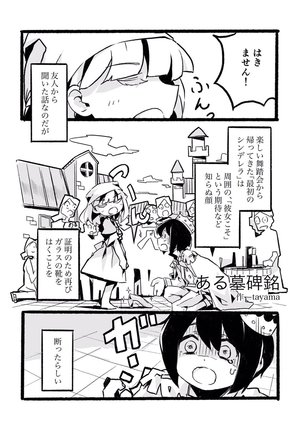 はき
ません！
ふんっ
友人から
聞いた話なのだが
楽しい舞踏会から
帰ってきた「最初の
シンデレラ」は
周囲の「彼女こそ」
という期待など
知らぬ顔
証明のため再び
ガラスの靴を
はくことを
ある墓碑銘
tayama
ガーン
断ったらしい